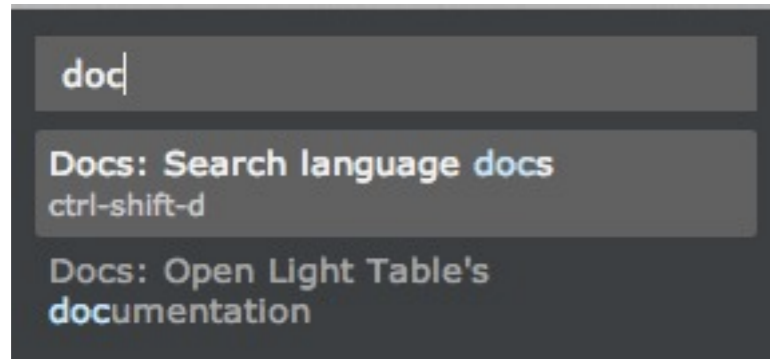 doc
Docs: Search language docs
ctrl-shift-d
Docs: Open Light Table's
documentation